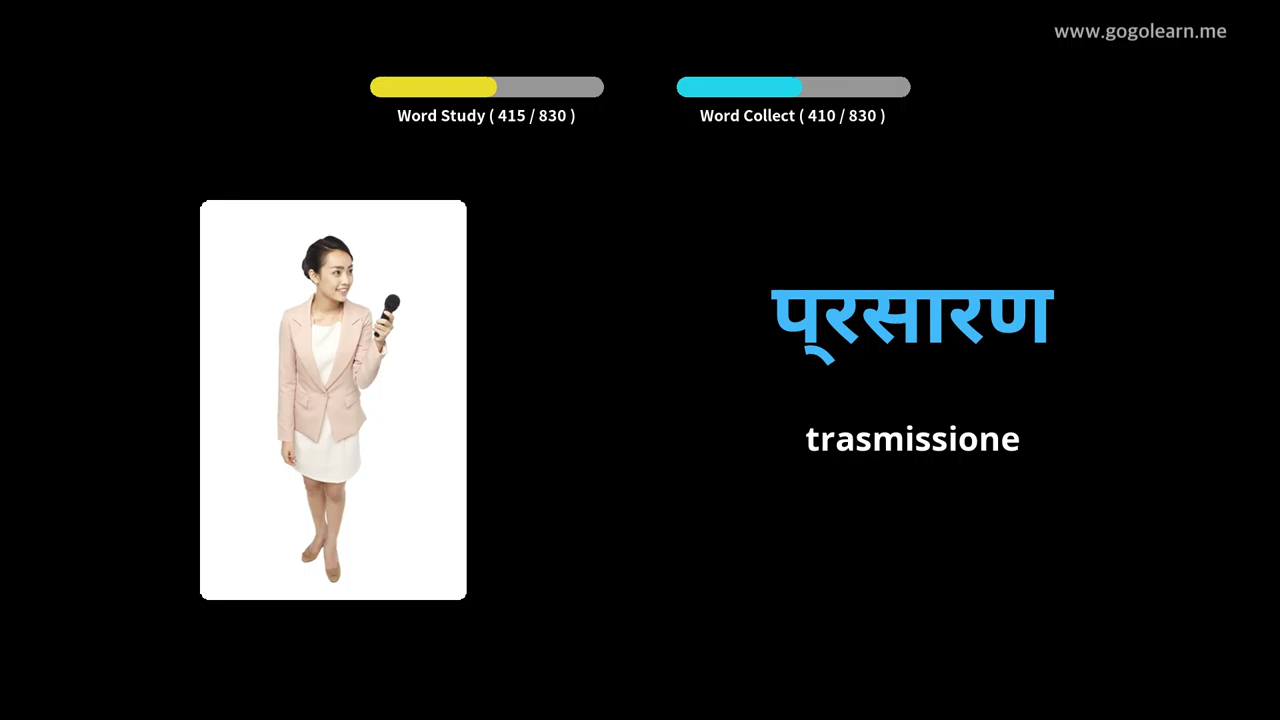 www.gogolearn.me
Word Study ( 415 / 830 )
Word Collect ( 410 / 830 )
प्रसारण
trasmissione